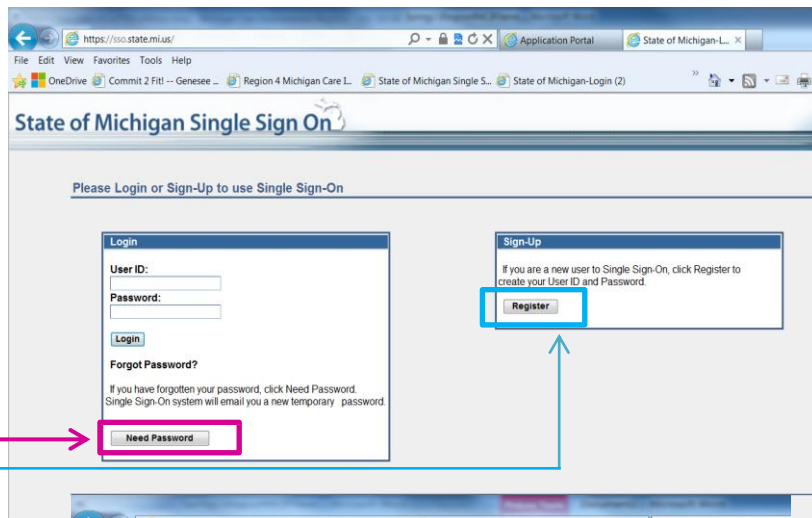 https://sso.state.mi.us/
Application Portal
State of Michigan-L...
File Edit View Favorites Tools Help
OneDrive
Commit 2 Fit! -- Genesee ...
Region 4 Michigan Care I...
State of Michigan Single S...
State of Michigan-Login (2)
State of Michigan Single Sign On
Please Login or Sign-Up to use Single Sign-On
Login
User ID:
Password:
Login
Forgot Password?
If you have forgotten your password, click Need Password.
Single Sign-On system will email you a new temporary password.
Need Password
Sign-Up
If you are a new user to Single Sign-On, click Register to
create your User ID and Password.
Register